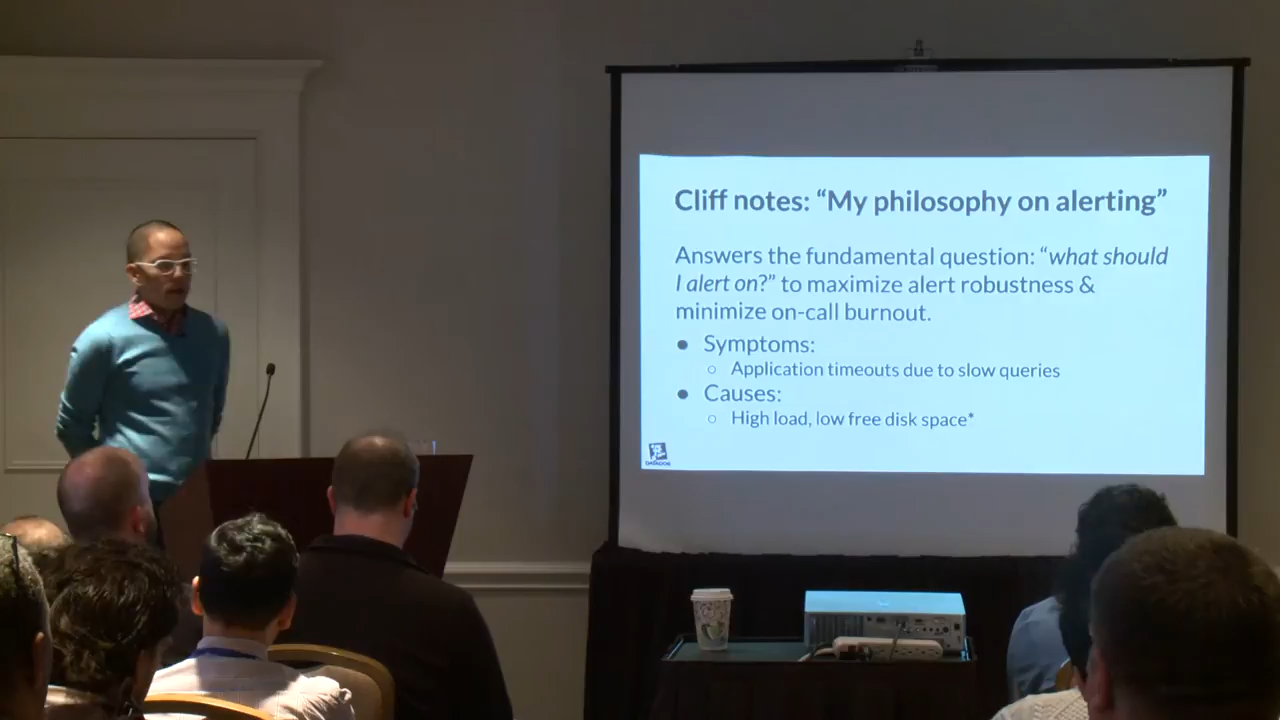 Cliff notes: “My philosophy on alerting”
Answers the fundamental question: “what should
I alert on?” to maximize alert robustness &
minimize on-call burnout.
● Symptoms:
○ Application timeouts due to slow queries
● Causes:
○ High load, low free disk space*
DATADOG